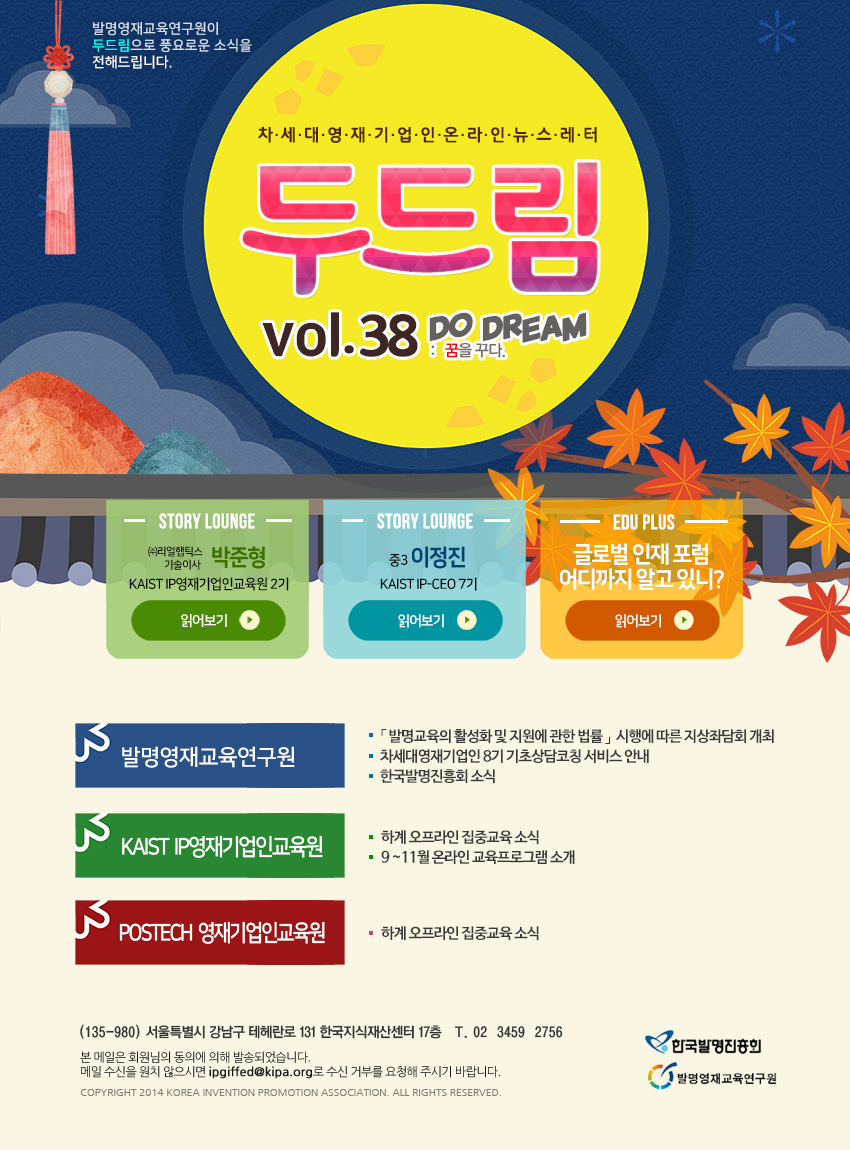 발명영재교육연구원이
두드림으로 풍요로운 소식을
전해드립니다.
차·세·대·영·재·기·업·인·온·라·인·뉴·스·레·터
두드림
vol.38 DO DREAM
: 꿈을 꾸다.
STORY LOUNGE
㈜리얼햅틱스
기술이사 박준형
KAIST IP영재기업인교육원 2기
읽어보기
STORY LOUNGE
중3 이정진
KAIST IP-CEO 7기
읽어보기
EDU PLUS
글로벌 인재 포럼
어디까지 알고 있니?
읽어보기
발명영재교육연구원
「발명교육의 활성화 및 지원에 관한 법률」 시행에 따른 지상좌담회 개최
차세대영재기업인 8기 기초상담코칭 서비스 안내
한국발명진흥회 소식
KAIST IP영재기업인교육원
하계 오프라인 집중교육 소식
9 ~11월 온라인 교육프로그램 소개
POSTECH 영재기업인교육원
하계 오프라인 집중교육 소식
(135-980) 서울특별시 강남구 테헤란로 131 한국지식재산센터 17층 T. 02 3459 2756
본 메일은 회원님의 동의에 의해 발송되었습니다.
메일 수신을 원치 않으시면 ipgiffed@kipa.org로 수신 거부를 요청해 주시기 바랍니다.
COPYRIGHT 2014 KOREA INVENTION PROMOTION ASSOCIATION. ALL RIGHTS RESERVED.
한국발명진흥회
발명영재교육연구원